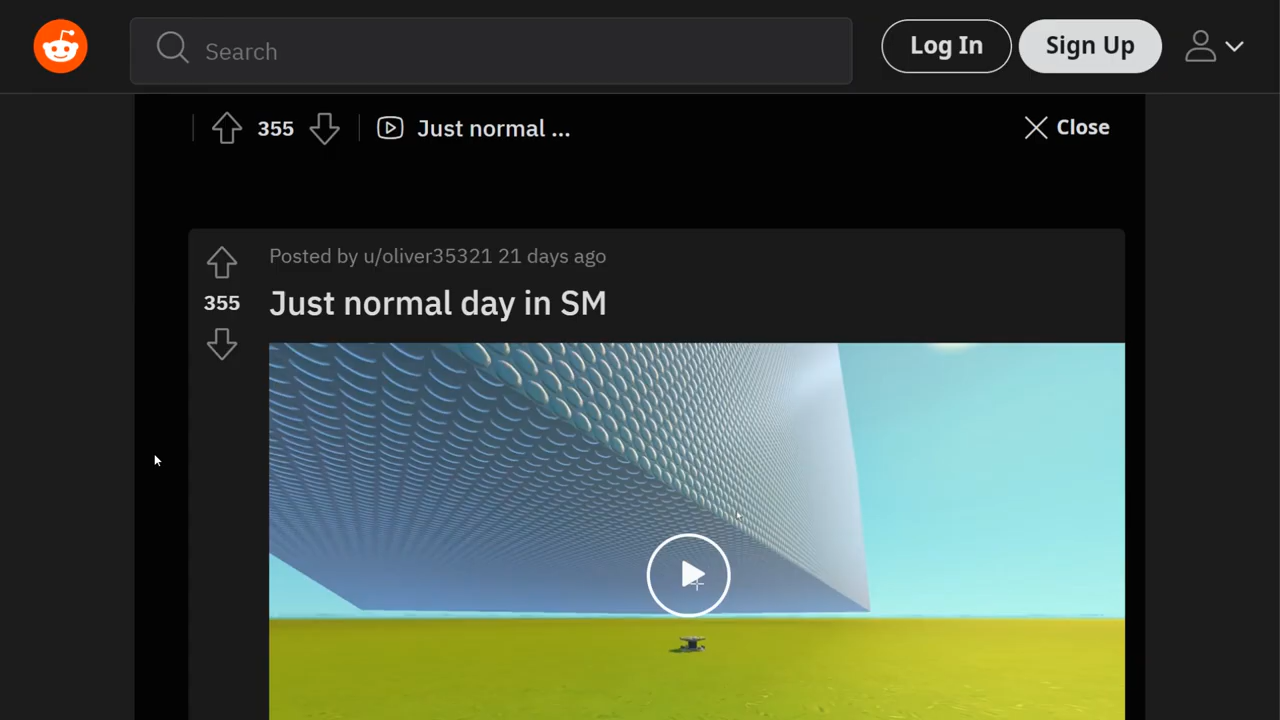 Search
Log In
Sign Up
355
Just normal ...
Close
Posted by u/oliver35321 21 days ago
355
Just normal day in SM